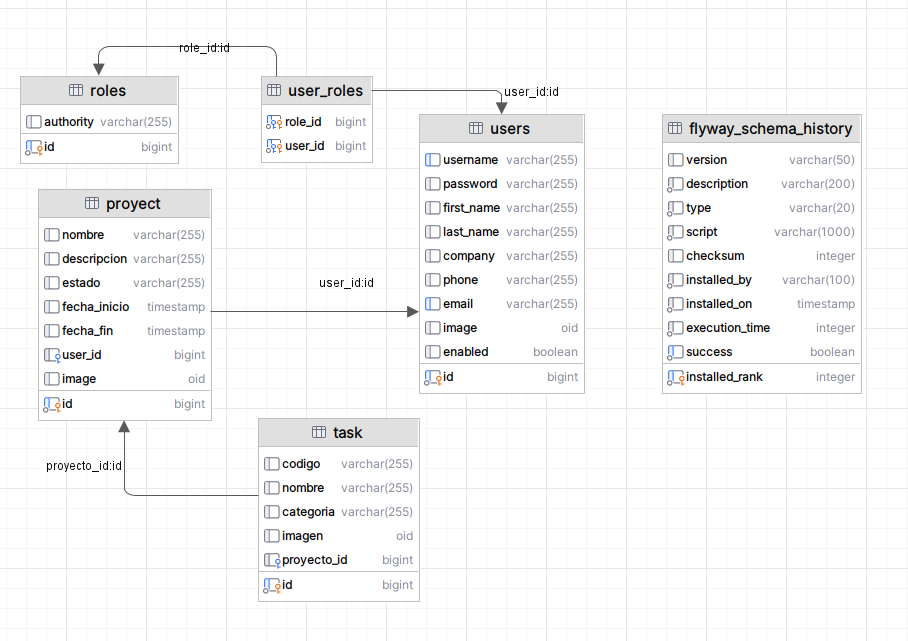 role_id:id
roles
authority varchar(255)
id bigint
user_roles
role_id bigint
user_id bigint
user_id:id
users
username varchar(255)
password varchar(255)
first_name varchar(255)
last_name varchar(255)
company varchar(255)
phone varchar(255)
email varchar(255)
image oid
enabled boolean
id bigint
flyway_schema_history
version varchar(50)
description varchar(200)
type varchar(20)
script varchar(1000)
checksum integer
installed_by varchar(100)
installed_on timestamp
execution_time integer
success boolean
installed_rank integer
proyect
nombre varchar(255)
descripcion varchar(255)
estado varchar(255)
fecha_inicio timestamp
fecha_fin timestamp
user_id bigint
image oid
id bigint
user_id:id
proyecto_id:id
task
codigo varchar(255)
nombre varchar(255)
categoria varchar(255)
imagen oid
proyecto_id bigint
id bigint